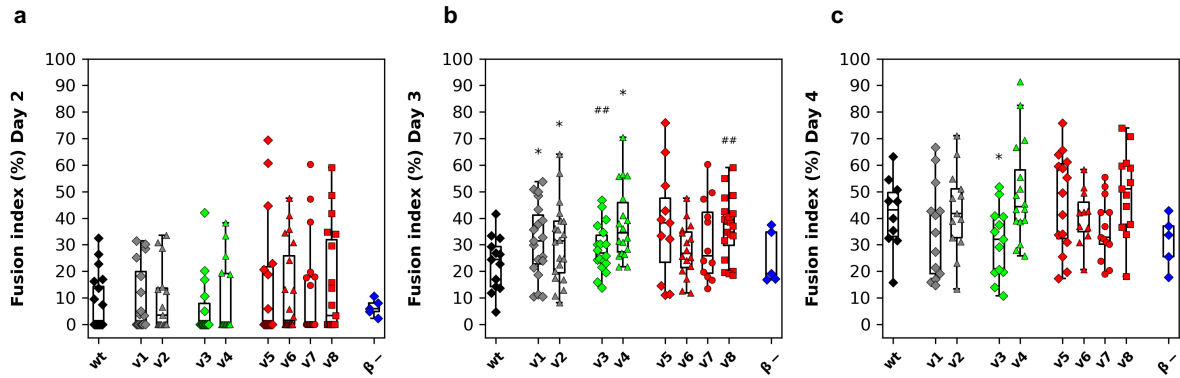 a
b
c
Fusion index (%) Day 2
100
90
80
70
60
50
40
30
20
10
0
wt
v1
v2
v3
v4
v5
v6
v7
v8
β −
Fusion index (%) Day 3
100
90
80
70
60
50
40
30
20
10
0
*
*
##
*
##
wt
v1
v2
v3
v4
v5
v6
v7
v8
β −
Fusion index (%) Day 4
100
90
80
70
60
50
40
30
20
10
0
*
wt
v1
v2
v3
v4
v5
v6
v7
v8
β −